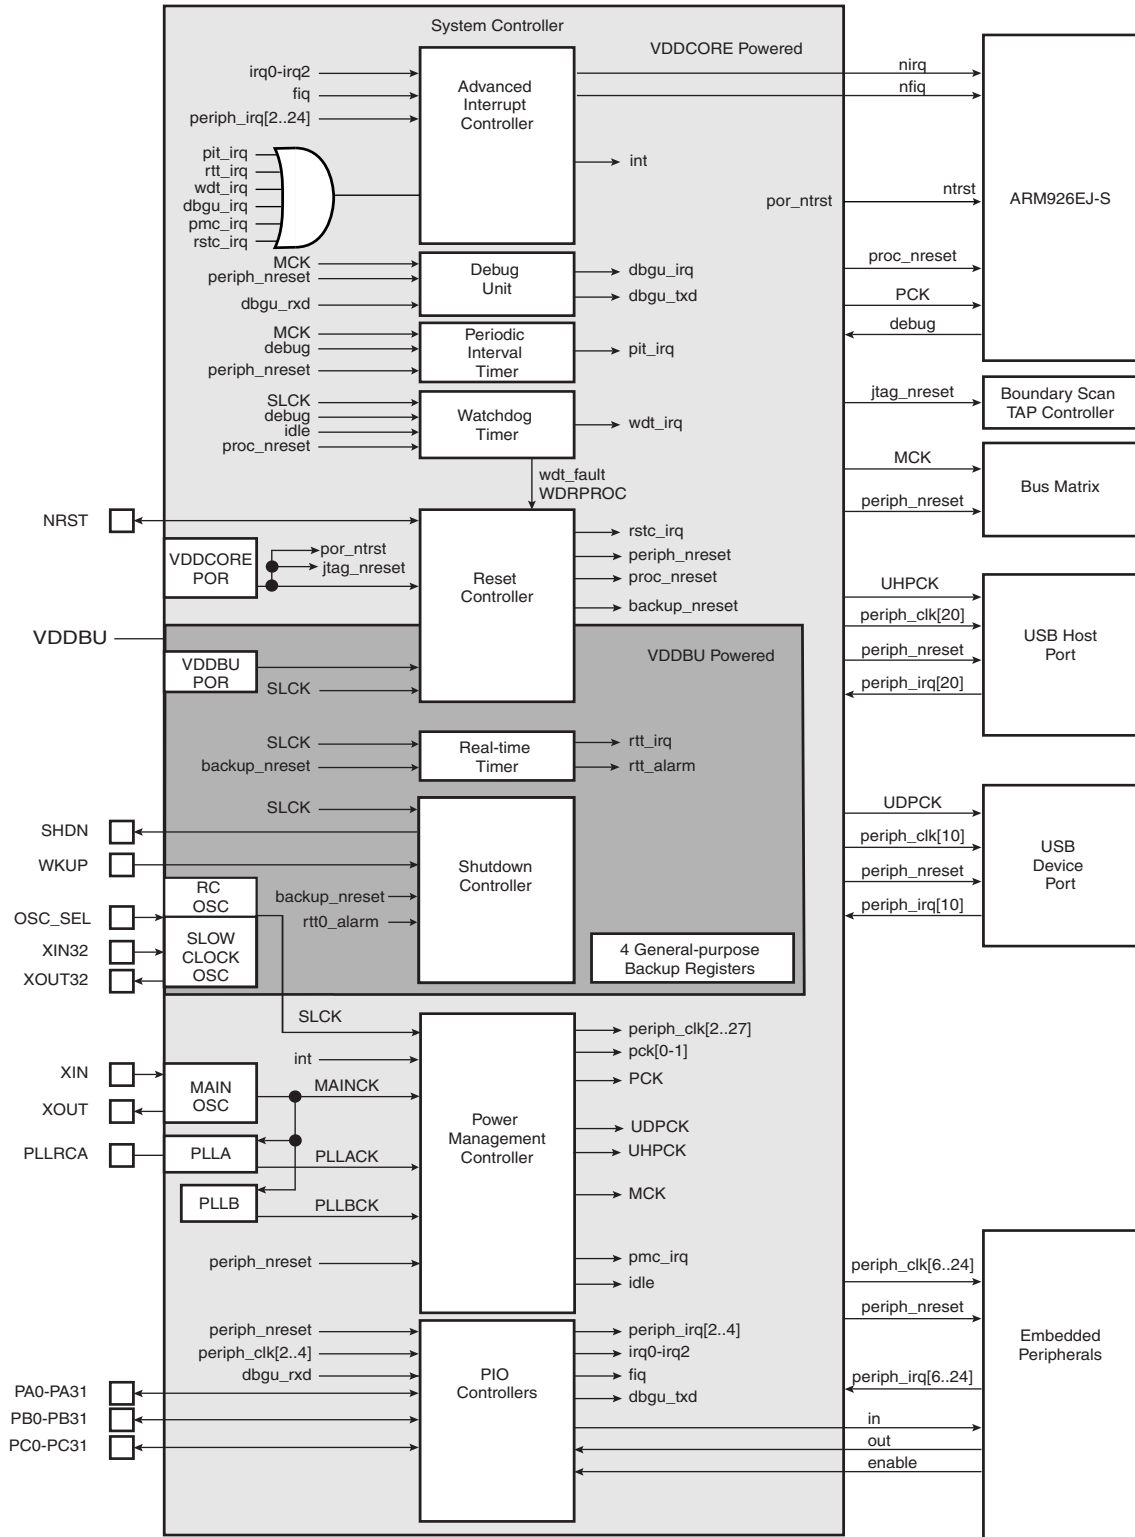 System Controller
VDDCORE Powered
irq0-irq2
fiq
periph_irq[2..24]
Advanced
Interrupt
Controller
nirq
nfiq
int
pit_irq
rtt_irq
wdt_irq
dbgu_irq
pmc_irq
rstc_irq
por_ntrst
ntrst
ARM926EJ-S
proc_nreset
PCK
debug
MCK
periph_nreset
dbgu_rxd
Debug
Unit
dbgu_irq
dbgu_txd
MCK
debug
periph_nreset
Periodic
Interval
Timer
pit_irq
SLCK
debug
idle
proc_nreset
Watchdog
Timer
wdt_irq
jtag_nreset
Boundary Scan
TAP Controller
wdt_fault
WDRPROC
MCK
periph_nreset
Bus Matrix
NRST
VDDCORE
POR
por_ntrst
jtag_nreset
Reset
Controller
rstc_irq
periph_nreset
proc_nreset
backup_nreset
UHPCK
periph_clk[20]
periph_nreset
periph_irq[20]
USB Host
Port
VDDBU
VDDBU Powered
VDDBU
POR
SLCK
SLCK
backup_nreset
Real-time
Timer
rtt_irq
rtt_alarm
SLCK
SHDN
WKUP
backup_nreset
rtt0_alarm
Shutdown
Controller
UDPCK
periph_clk[10]
periph_nreset
periph_irq[10]
USB
Device
Port
RC
OSC
OSC_SEL
XIN32
XOUT32
SLOW
CLOCK
OSC
4 General-purpose
Backup Registers
SLCK
int
XIN
XOUT
MAIN
OSC
MAINCK
PLLRCA
PLLA
PLLACK
PLLB
PLLBCK
periph_nreset
Power
Management
Controller
periph_clk[2..27]
pck[0-1]
PCK
UDPCK
UHPCK
MCK
pmc_irq
idle
periph_clk[6..24]
periph_nreset
periph_irq[6..24]
in
out
enable
Embedded
Peripherals
periph_nreset
periph_clk[2..4]
dbgu_rxd
PA0-PA31
PB0-PB31
PC0-PC31
PIO
Controllers
periph_irq[2..4]
irq0-irq2
fiq
dbgu_txd